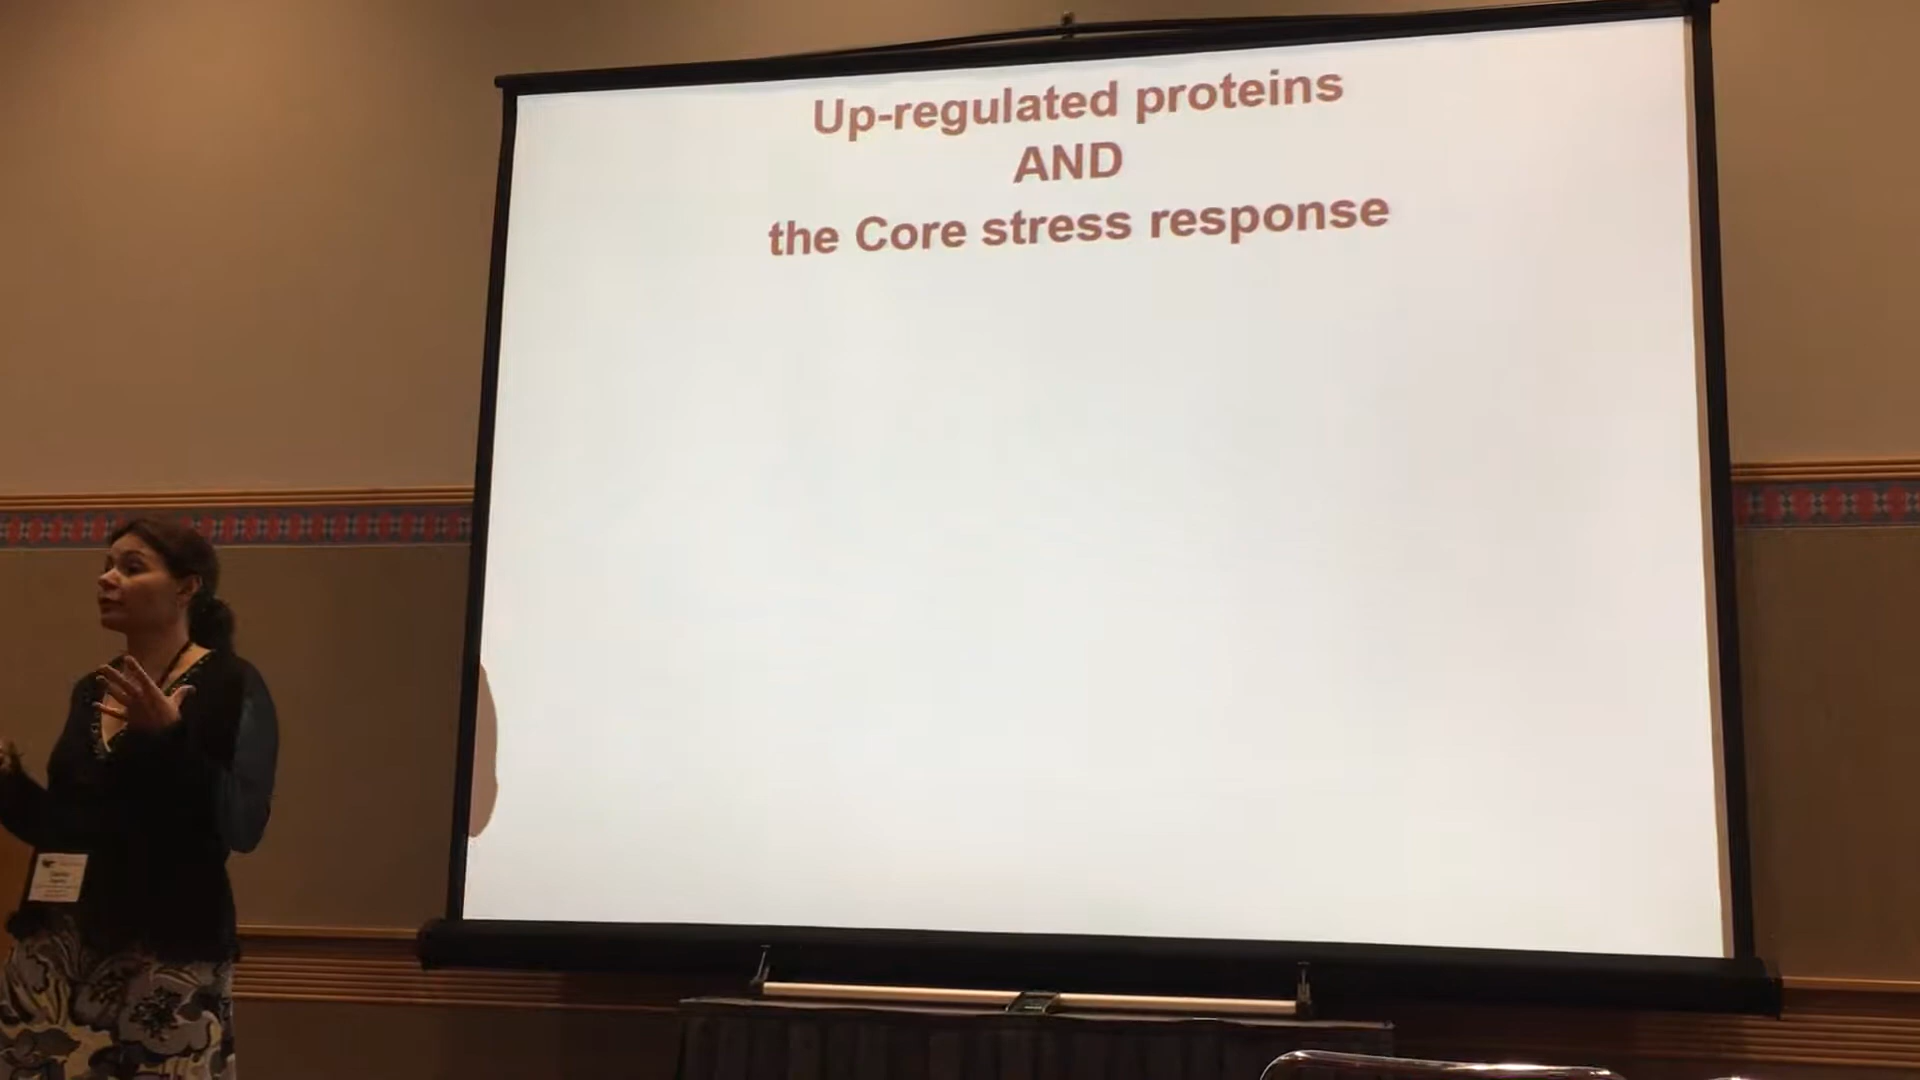 Up-regulated proteins
AND
the Core stress response